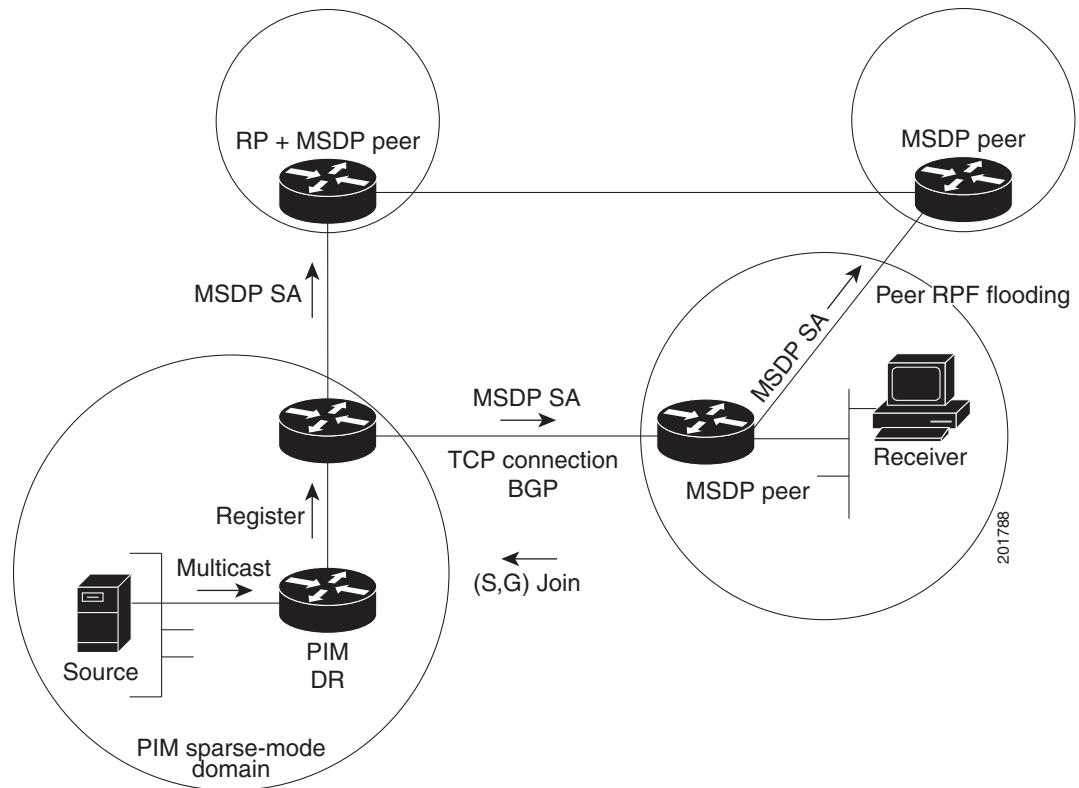 RP + MSDP peer
MSDP peer
MSDP SA
Peer RPF flooding
MSDP SA
MSDP SA
TCP connection
BGP
Receiver
MSDP peer
Register
201788
Multicast
(S,G) Join
Source
PIM
DR
PIM sparse-mode
domain